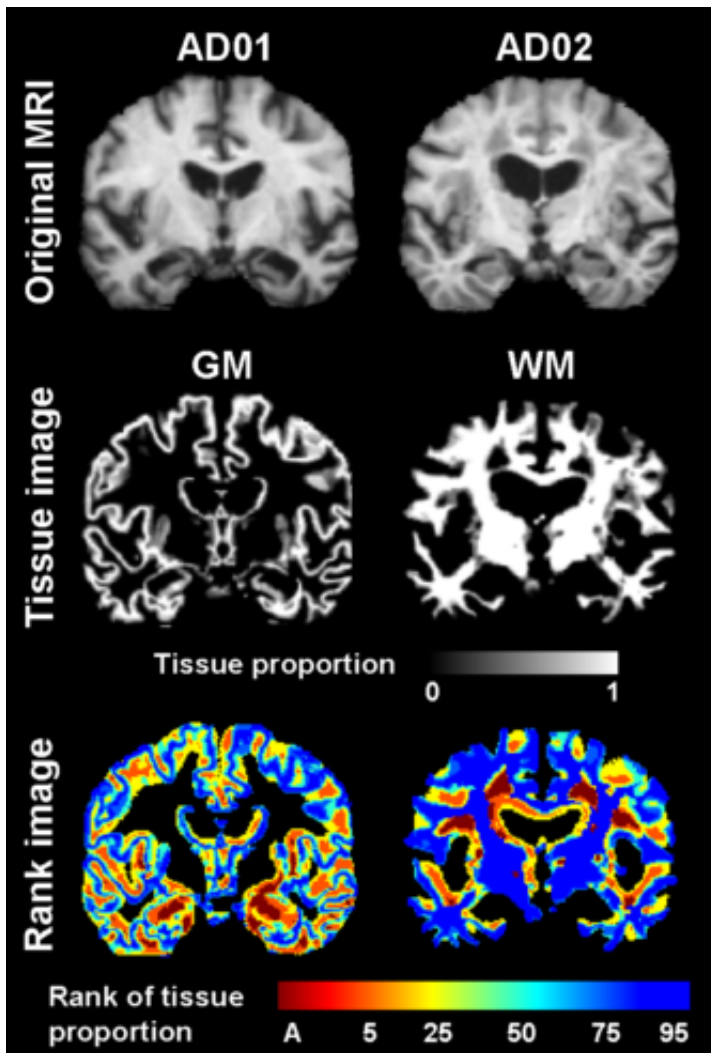 AD01 AD02
Original MRI
GM WM
Tissue image
Tissue proportion
0 1
Rank image
Rank of tissue
proportion
A 5 25 50 75 95